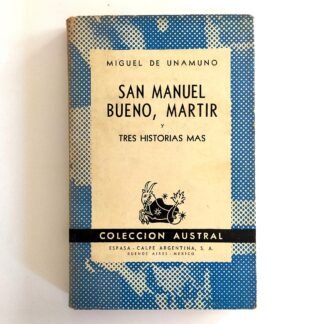 MIGUEL DE UNAMUNO
SAN MANUEL
BUENO, MARTIR
Y
TRES HISTORIAS MAS
COLECCION AUSTRAL
ESPASA - CALPE ARGENTINA, S. A.
BUENOS AIRES - MEXICO